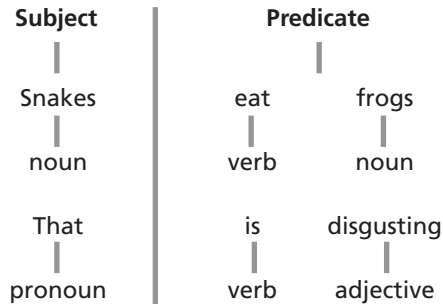 Subject Predicate
Snakes eat frogs
noun verb noun
That is disgusting
pronoun verb adjective